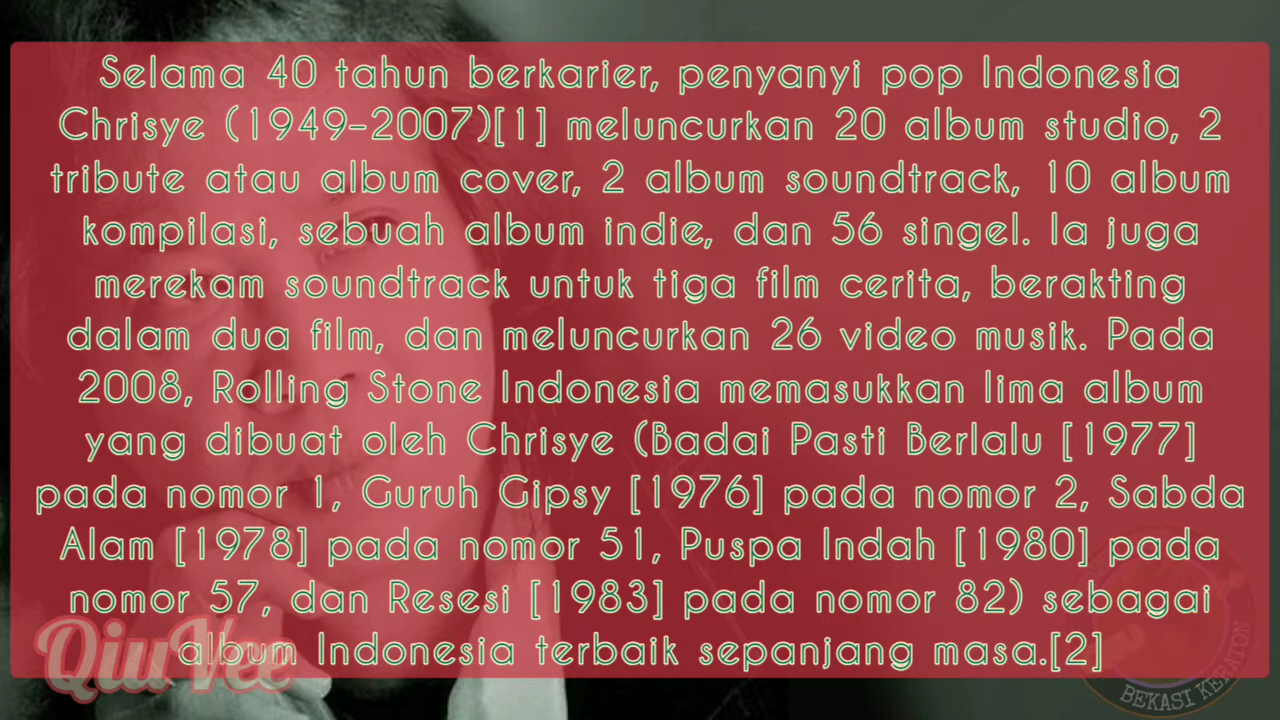 Selama 40 tahun berkarier, penyanyi pop Indonesia
Chrisye (1949–2007)[1] meluncurkan 20 album studio, 2
tribute atau album cover, 2 album soundtrack, 10 album
kompilasi, sebuah album indie, dan 56 singel. Ia juga
merekam soundtrack untuk tiga film cerita, berakting
dalam dua film, dan meluncurkan 26 video musik. Pada
2008, Rolling Stone Indonesia memasukkan lima album
yang dibuat oleh Chrisye (Badai Pasti Berlalu [1977]
pada nomor 1, Guruh Gipsy [1976] pada nomor 2, Sabda
Alam [1978] pada nomor 51, Puspa Indah [1980] pada
nomor 57, dan Resesi [1983] pada nomor 82) sebagai
album Indonesia terbaik sepanjang masa.[2]
QiuVee
BEKASI KERATON